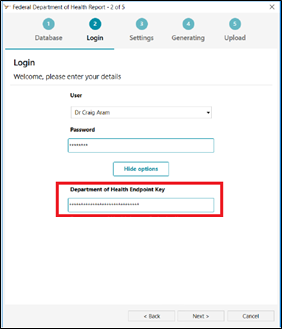 Federal Department of Health Report - 2 of 5
1 2 3 4 5
Database Login Settings Generating Upload
Login
Welcome, please enter your details
User
Dr Craig Aram
Password
Hide options
Department of Health Endpoint Key
< Back Next > Cancel